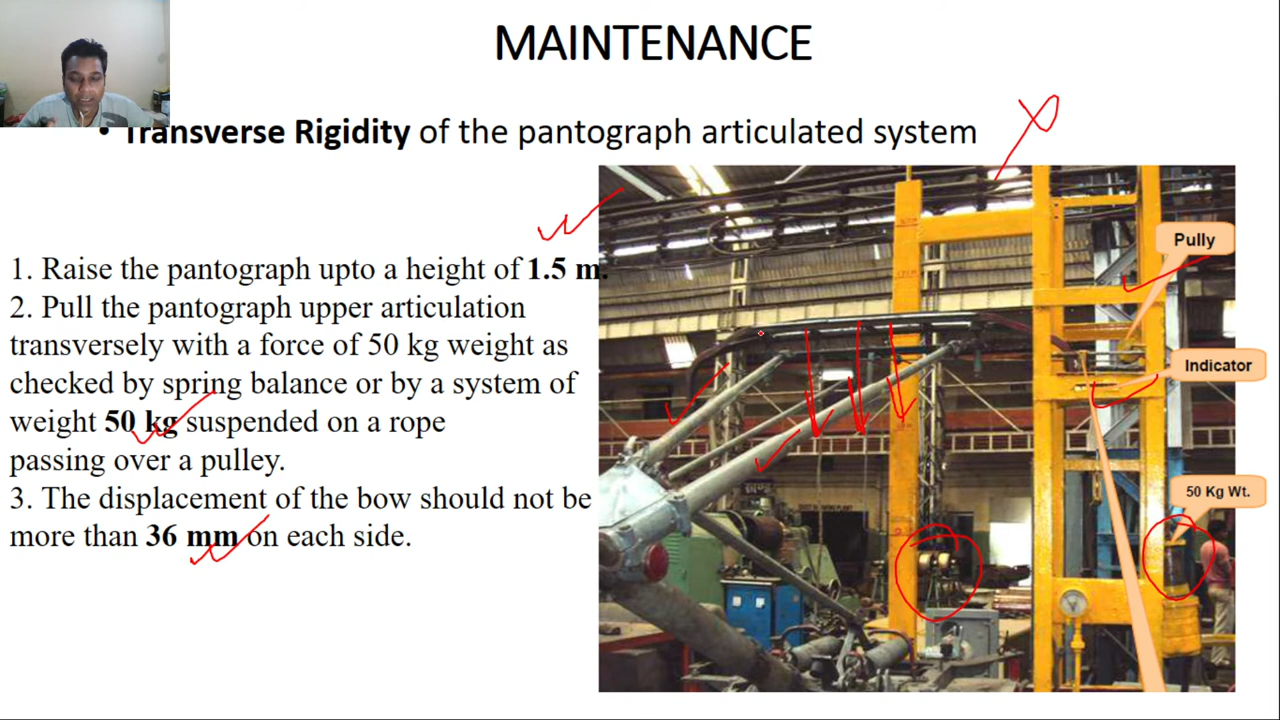 MAINTENANCE
• Transverse Rigidity of the pantograph articulated system
1. Raise the pantograph upto a height of 1.5 m.
2. Pull the pantograph upper articulation
transversely with a force of 50 kg weight as
checked by spring balance or by a system of
weight 50 kg suspended on a rope
passing over a pulley.
3. The displacement of the bow should not be
more than 36 mm on each side.
Pully
Indicator
50 Kg Wt.